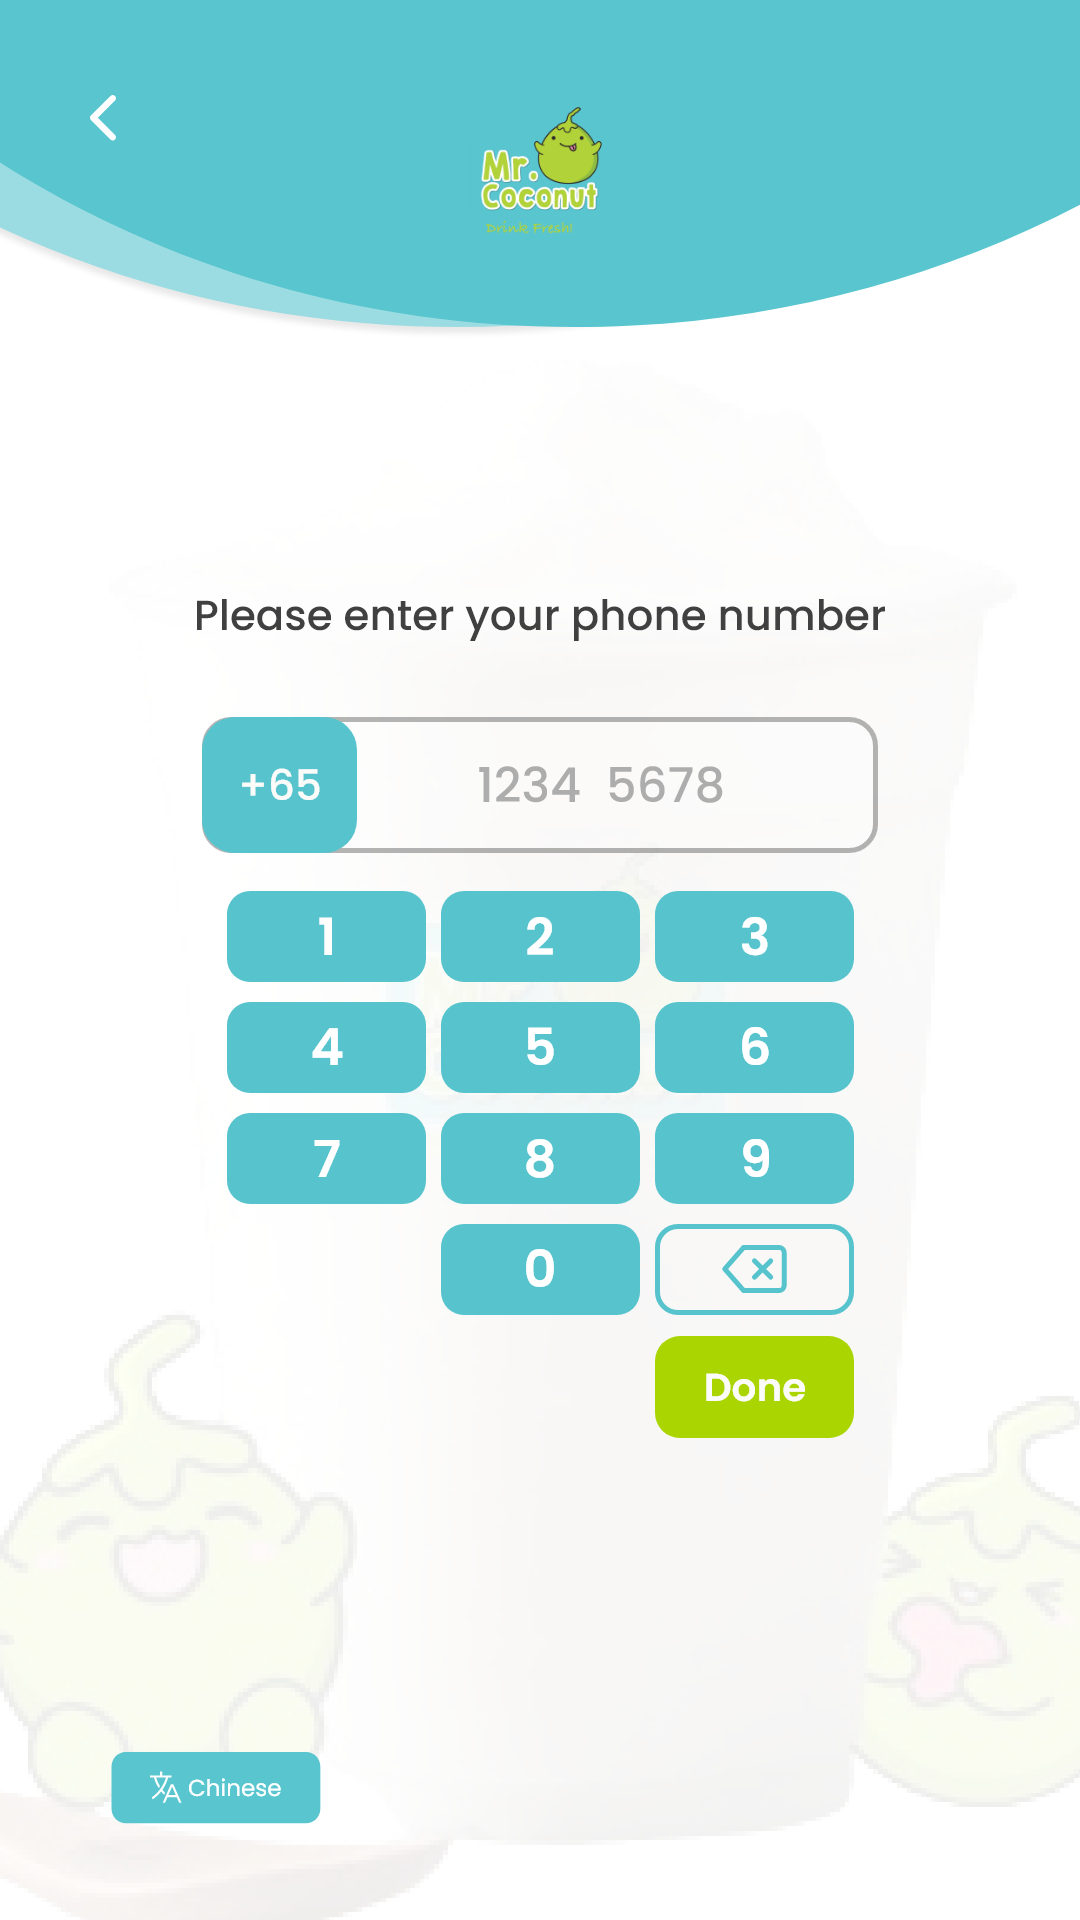 Mr.
Coconut
Drink Fresh!
Please enter your phone number
+65 1234 5678
1 2 3
4 5 6
7 8 9
0
Done
Chinese